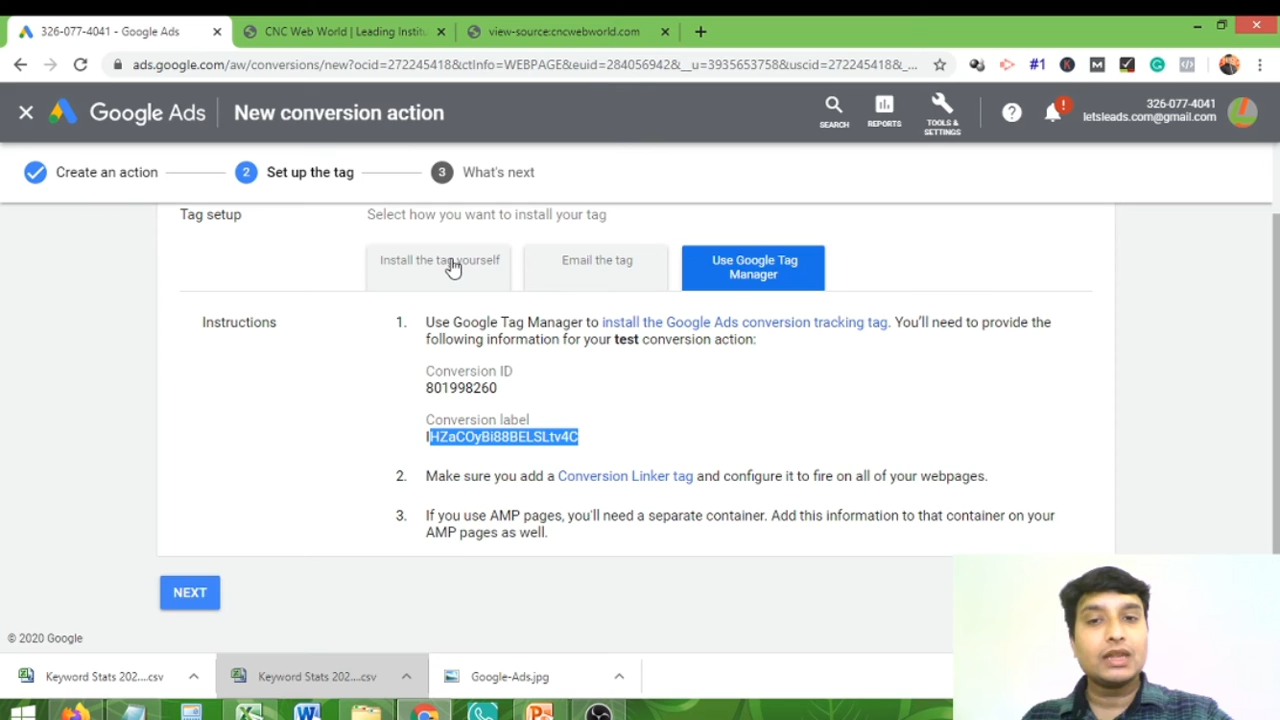 326-077-4041 - Google Ads
CNC Web World | Leading Institu
view-source:cncwebworld.com
ads.google.com/aw/conversions/new?ocid=272245418&ctInfo=WEBPAGE&euid=284056942&__u=3935653758&uscid=272245418&_...
#1
Google Ads
New conversion action
SEARCH
REPORTS
TOOLS &
SETTINGS
326-077-4041
letsleads.com@gmail.com
Create an action
2 Set up the tag
3 What's next
Tag setup
Select how you want to install your tag
Install the tag yourself
Email the tag
Use Google Tag
Manager
Instructions
1. Use Google Tag Manager to install the Google Ads conversion tracking tag. You'll need to provide the
following information for your test conversion action:
Conversion ID
801998260
Conversion label
IHZaCOyBi88BELSLtv4C
2. Make sure you add a Conversion Linker tag and configure it to fire on all of your webpages.
3. If you use AMP pages, you'll need a separate container. Add this information to that container on your
AMP pages as well.
NEXT
© 2020 Google
Keyword Stats 202....csv
Keyword Stats 202....csv
Google-Ads.jpg